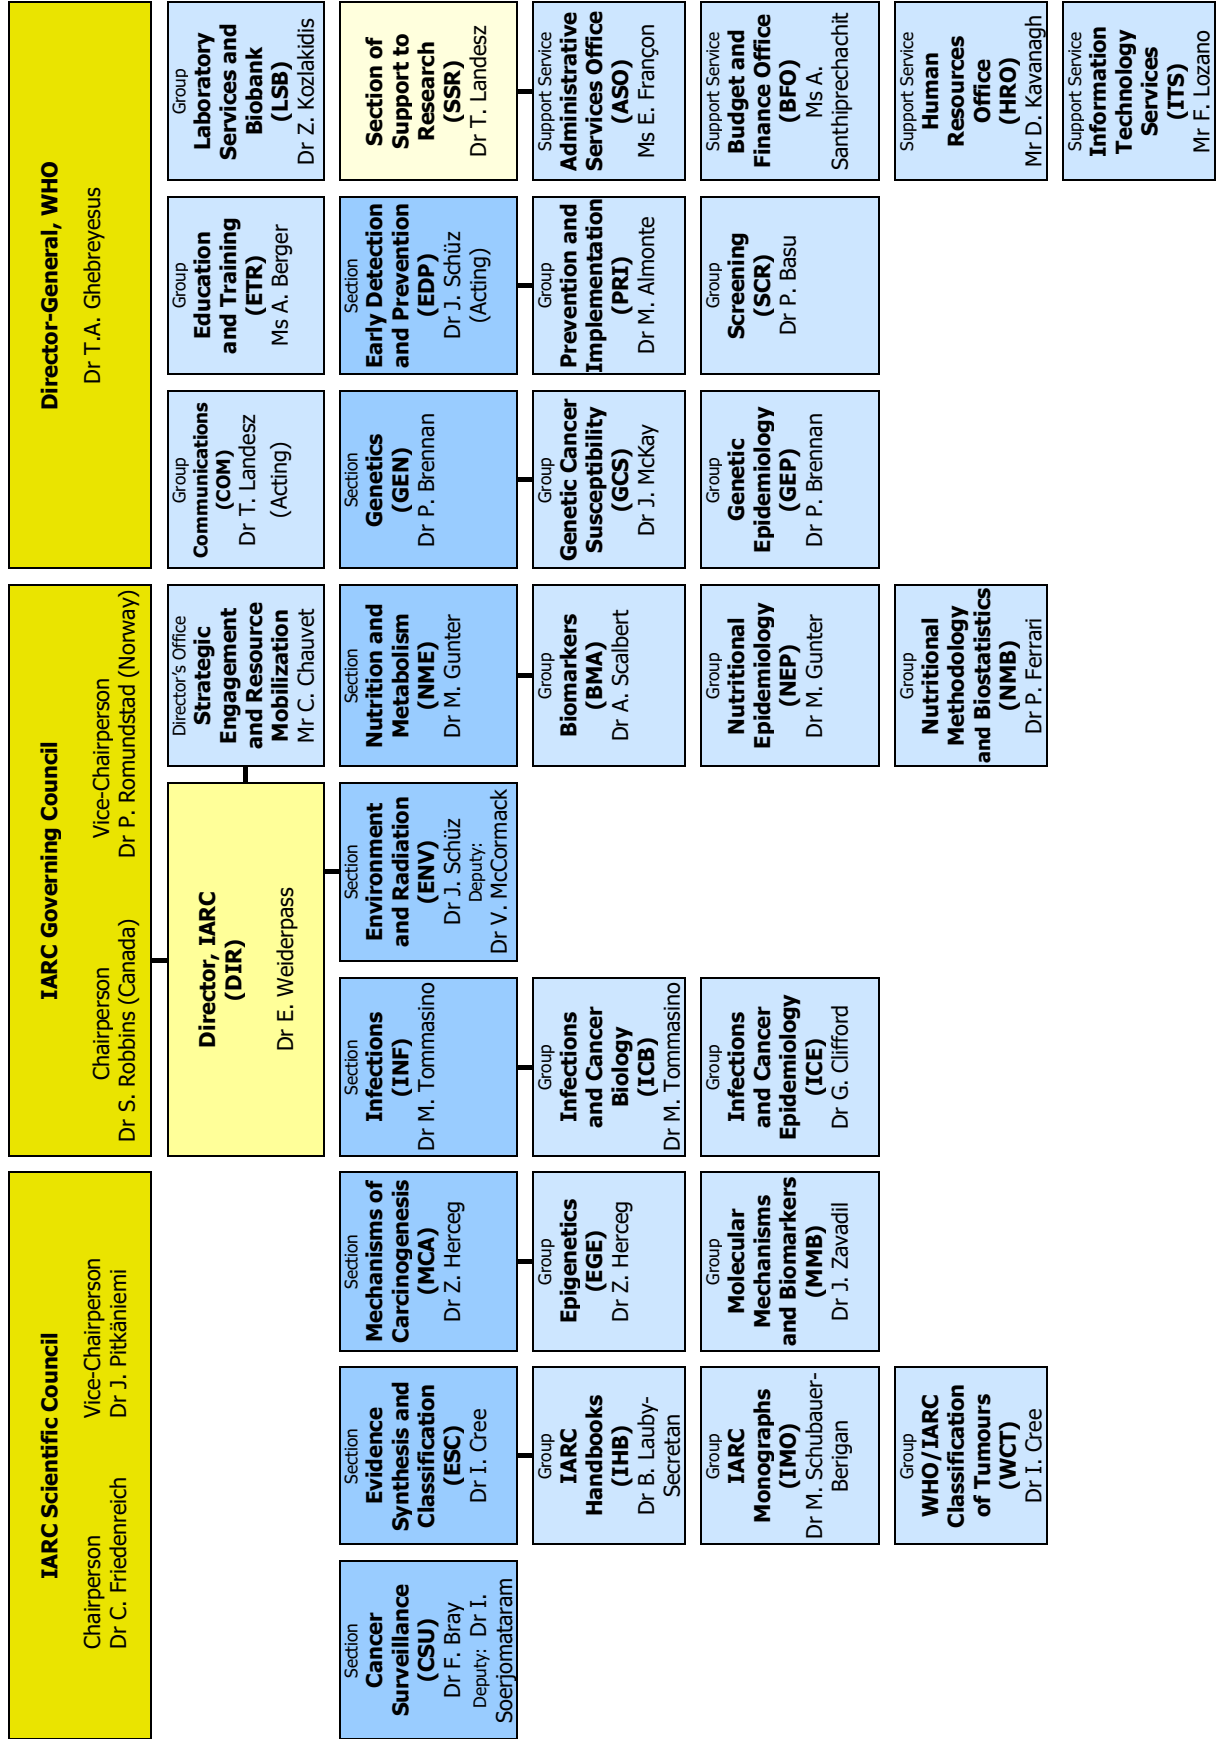 IARC Scientific Council
Chairperson
Vice-Chairperson
Dr C. Friedenreich
Dr J. Pitkäniemi
IARC Governing Council
Chairperson
Vice-Chairperson
Dr S. Robbins (Canada)
Dr P. Romundstad (Norway)
Director-General, WHO
Dr T.A. Ghebreyesus
Director, IARC
(DIR)
Dr E. Weiderpass
Director's Office
Strategic
Engagement
and Resource
Mobilization
Mr C. Chauvet
Group
Communications
(COM)
Dr T. Landesz
(Acting)
Group
Education
and Training
(ETR)
Ms A. Berger
Group
Laboratory
Services and
Biobank
(LSB)
Dr Z. Kozlakidis
Section
Cancer
Surveillance
(CSU)
Dr F. Bray
Deputy: Dr I.
Soerjomataram
Section
Evidence
Synthesis and
Classification
(ESC)
Dr I. Cree
Section
Mechanisms of
Carcinogenesis
(MCA)
Dr Z. Herceg
Section
Infections
(INF)
Dr M. Tommasino
Section
Environment
and Radiation
(ENV)
Dr J. Schüz
Deputy:
Dr V. McCormack
Section
Nutrition and
Metabolism
(NME)
Dr M. Gunter
Section
Genetics
(GEN)
Dr P. Brennan
Section
Early Detection
and Prevention
(EDP)
Dr J. Schüz
(Acting)
Section of
Support to
Research
(SSR)
Dr T. Landesz
Group
IARC
Handbooks
(IHB)
Dr B. Lauby-
Secretan
Group
Epigenetics
(EGE)
Dr Z. Herceg
Group
Infections
and Cancer
Biology
(ICB)
Dr M. Tommasino
Group
Biomarkers
(BMA)
Dr A. Scalbert
Group
Genetic Cancer
Susceptibility
(GCS)
Dr J. McKay
Group
Prevention and
Implementation
(PRI)
Dr M. Almonte
Support Service
Administrative
Services Office
(ASO)
Ms E. Françon
Group
IARC
Monographs
(IMO)
Dr M. Schubauer-
Berigan
Group
Molecular
Mechanisms
and Biomarkers
(MMB)
Dr J. Zavadil
Group
Infections
and Cancer
Epidemiology
(ICE)
Dr G. Clifford
Group
Nutritional
Epidemiology
(NEP)
Dr M. Gunter
Group
Genetic
Epidemiology
(GEP)
Dr P. Brennan
Group
Screening
(SCR)
Dr P. Basu
Support Service
Budget and
Finance Office
(BFO)
Ms A.
Santhiprechachit
Group
WHO/IARC
Classification
of Tumours
(WCT)
Dr I. Cree
Group
Nutritional
Methodology
and Biostatistics
(NMB)
Dr P. Ferrari
Support Service
Human
Resources
Office
(HRO)
Mr D. Kavanagh
Support Service
Information
Technology
Services
(ITS)
Mr F. Lozano